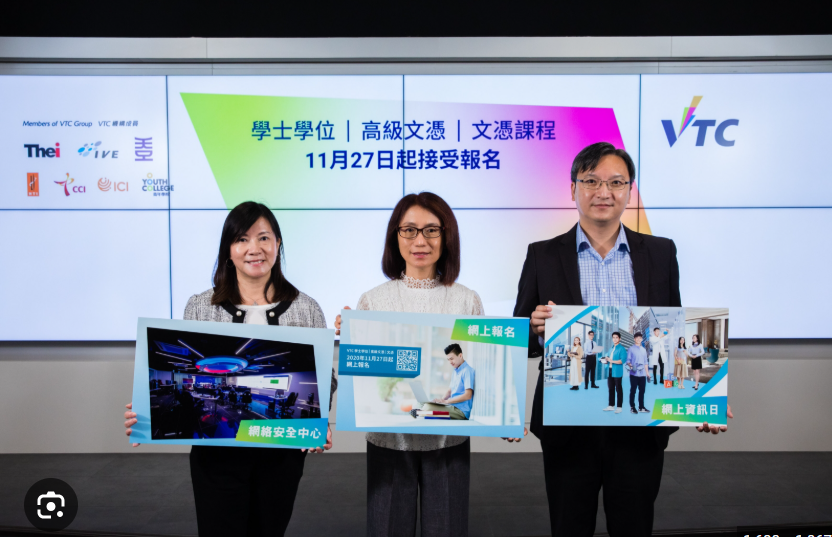 Members of VTC Group VTC 機構成員
THei
IVE
CCI
ICI
YOUTH COLLEGE
學士學位 | 高級文憑 | 文憑課程
11月27日起接受報名
VTC
網絡安全中心
網上報名
2020年11月27日起
網上報名
網上資訊日